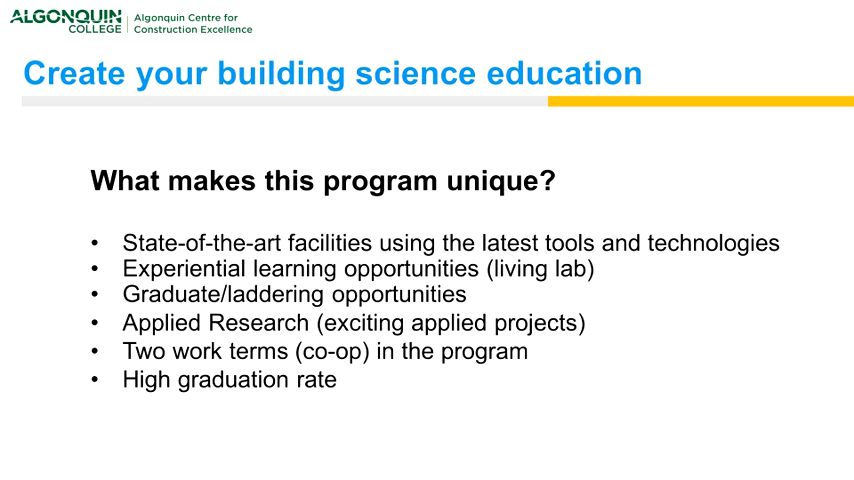 ALGONQUIN
COLLEGE
Algonquin Centre for
Construction Excellence
Create your building science education
What makes this program unique?
• State-of-the-art facilities using the latest tools and technologies
• Experiential learning opportunities (living lab)
• Graduate/laddering opportunities
• Applied Research (exciting applied projects)
• Two work terms (co-op) in the program
• High graduation rate